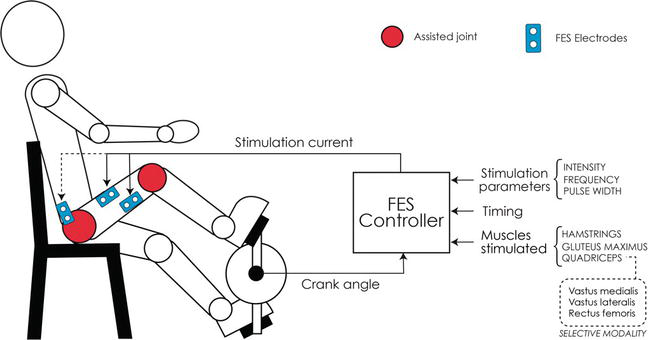 Assisted joint
FES Electrodes
Stimulation current
FES
Controller
Stimulation
parameters
INTENSITY
FREQUENCY
PULSE WIDTH
Timing
Muscles
stimulated
HAMSTRINGS
GLUTEUS MAXIMUS
QUADRICEPS
Crank angle
Vastus medialis
Vastus lateralis
Rectus femoris
SELECTIVE MODALITY